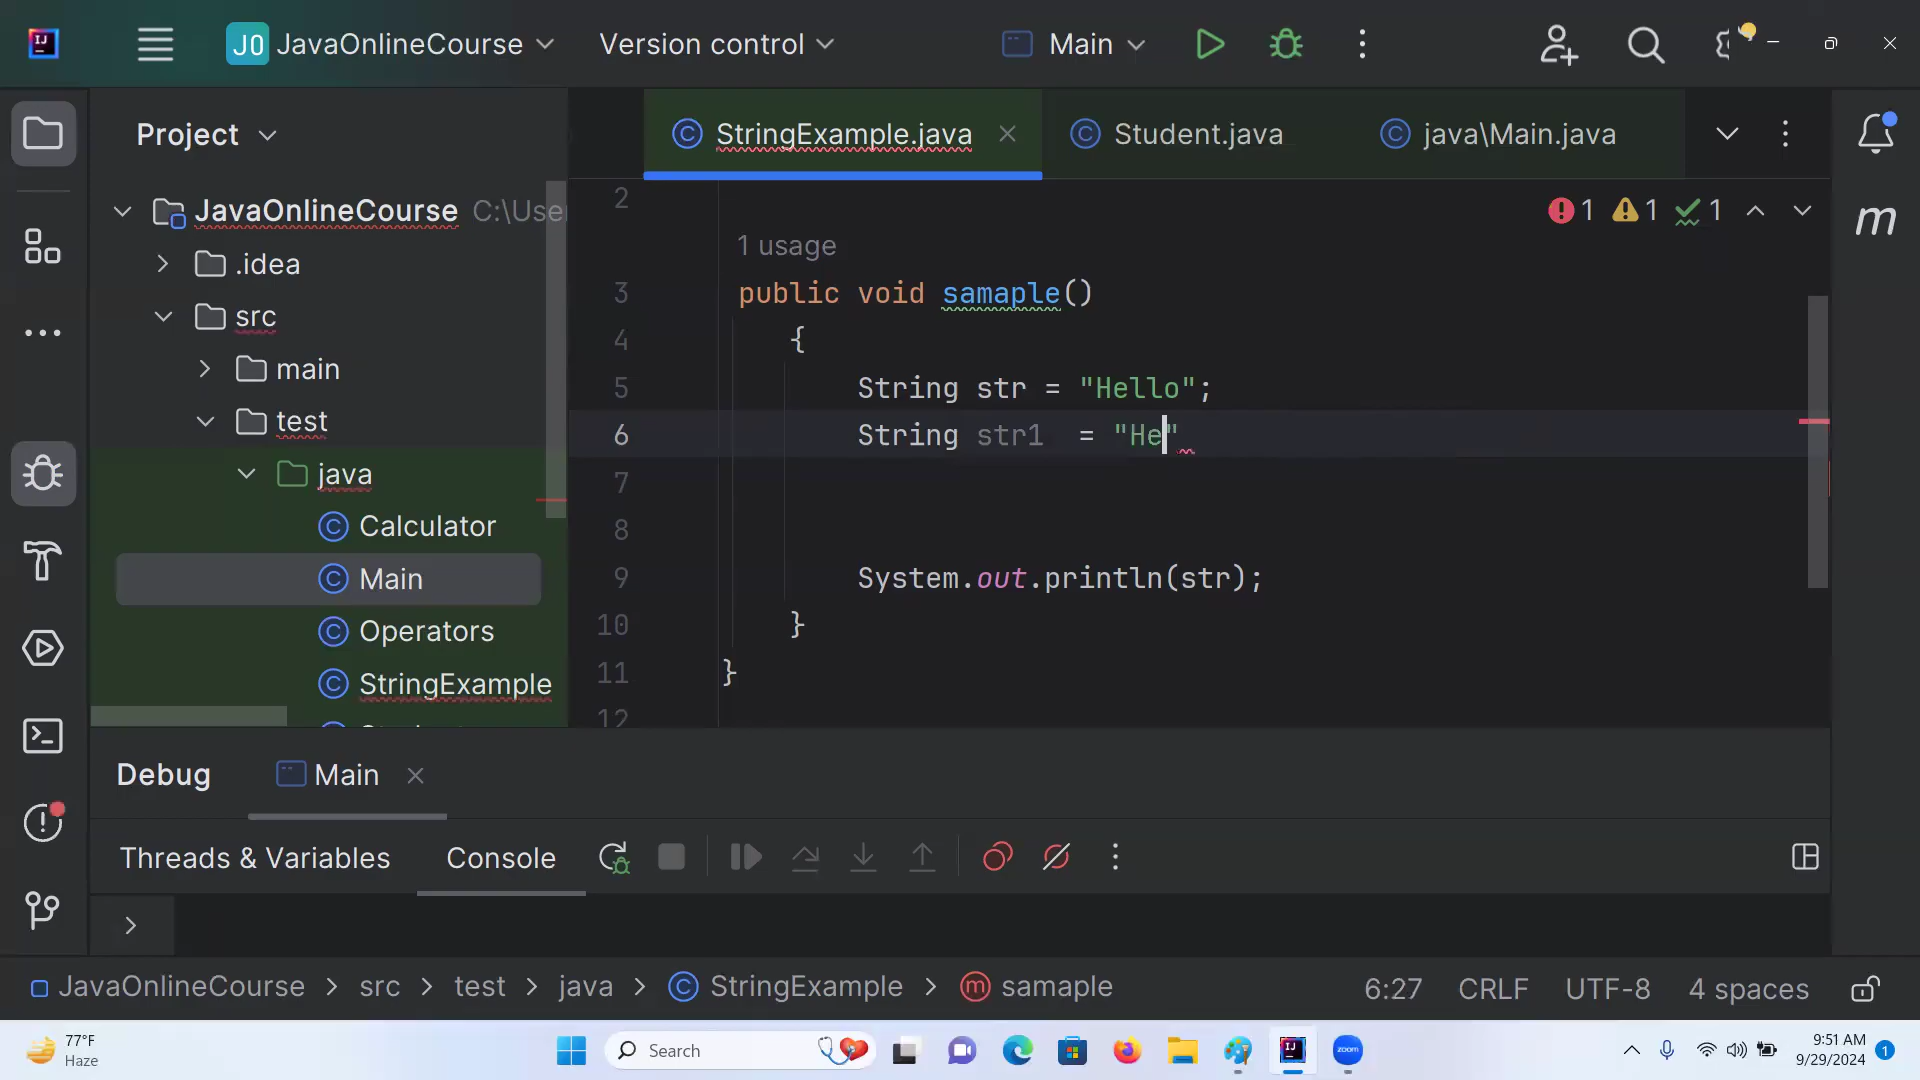 JO JavaOnlineCourse Version control Main
Project
StringExample.java Student.java java\Main.java
JavaOnlineCourse C:\Use
.idea
src
main
test
java
Calculator
Main
Operators
StringExample
1 1 1
2
1 usage
3 public void samaple()
4 {
5 String str = "Hello";
6 String str1 = "He"
7
8
9 System.out.println(str);
10 }
11 }
12
m
Debug Main
Threads & Variables Console
JavaOnlineCourse > src > test > java > StringExample > samaple 6:27 CRLF UTF-8 4 spaces
77°F
Haze
Search
zoom
9:51 AM
9/29/2024
1